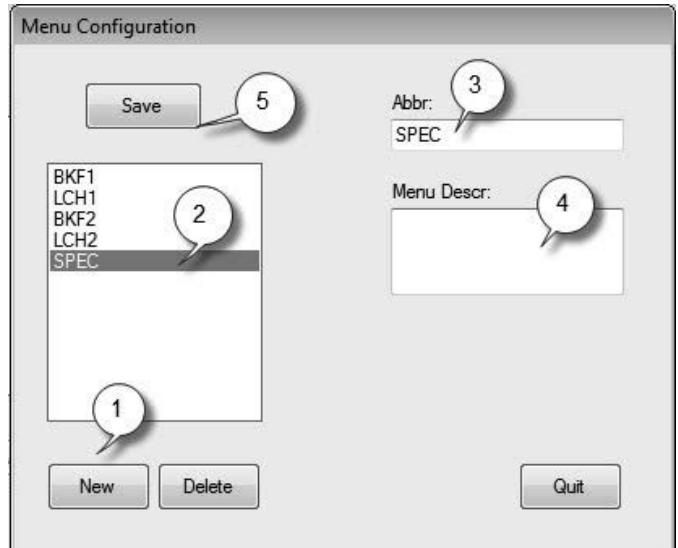 Menu Configuration
Save
5
BKF1
LCH1
BKF2
LCH2
SPEC
2
1
New
Delete
3
Abbr:
SPEC
Menu Descr:
4
Quit